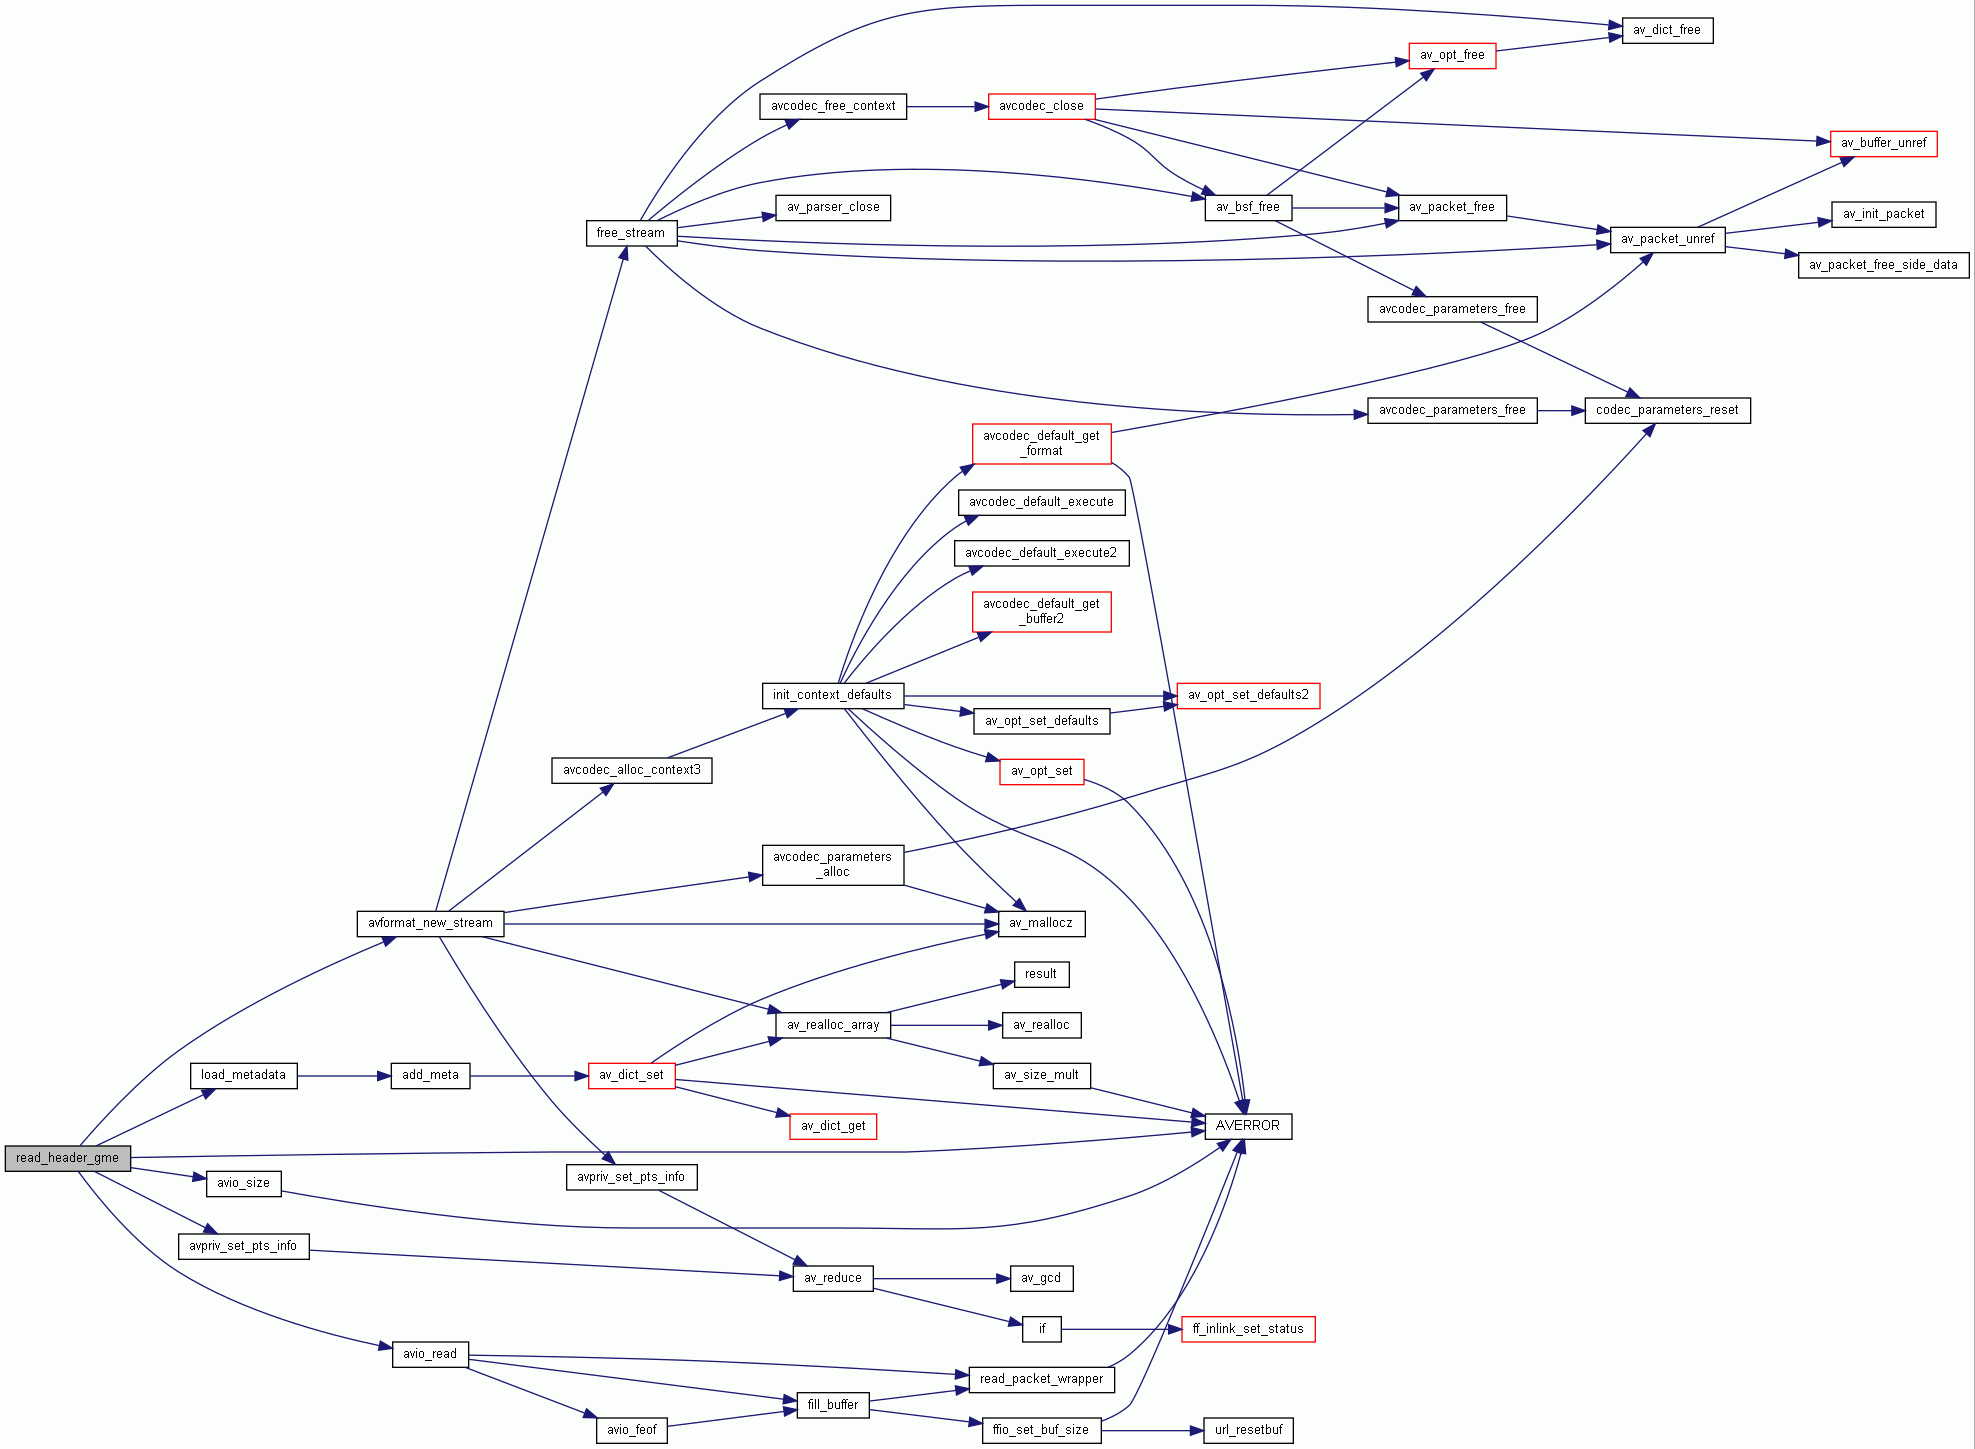 av_dict_free
av_opt_free
avcodec_free_context
avcodec_close
av_buffer_unref
av_parser_close
av_bsf_free
av_packet_free
av_init_packet
free_stream
av_packet_unref
av_packet_free_side_data
avcodec_parameters_free
avcodec_parameters_free
codec_parameters_reset
avcodec_default_get
_format
avcodec_default_execute
avcodec_default_execute2
avcodec_default_get
_buffer2
init_context_defaults
av_opt_set_defaults2
av_opt_set_defaults
avcodec_alloc_context3
av_opt_set
avcodec_parameters
_alloc
avformat_new_stream
av_mallocz
result
av_realloc_array
av_realloc
load_metadata
add_meta
av_dict_set
av_size_mult
av_dict_get
AVERROR
read_header_gme
avio_size
avpriv_set_pts_info
avpriv_set_pts_info
av_reduce
av_gcd
if
ff_inlink_set_status
avio_read
read_packet_wrapper
fill_buffer
avio_feof
ffio_set_buf_size
url_resetbuf